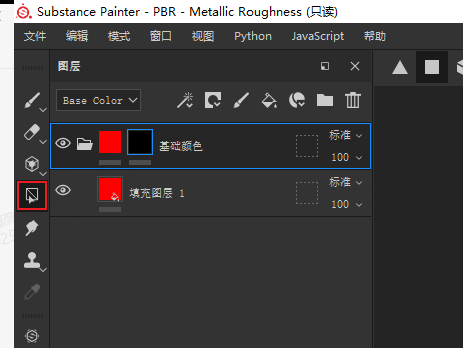 Substance Painter - PBR - Metallic Roughness (只读)
文件 编辑 模式 窗口 视图 Python JavaScript 帮助
图层
Base Color
基础颜色
标准
100
填充图层 1
标准
100